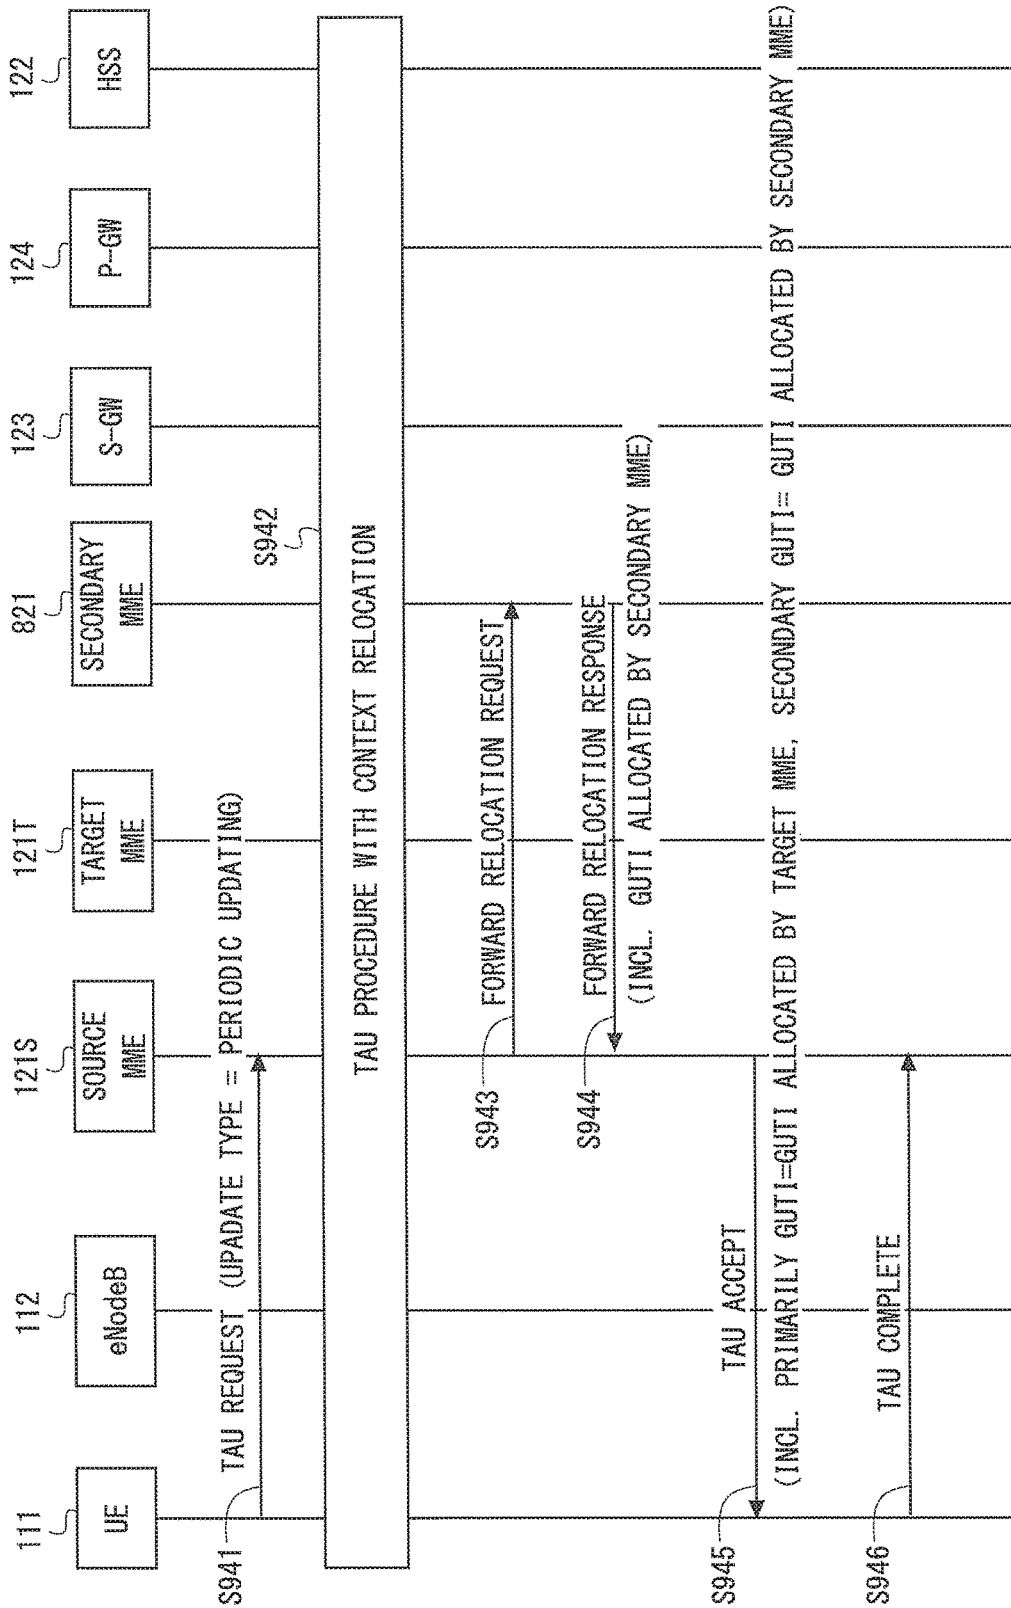 111
112
121S
121T
821
123
124
122
UE
eNodeB
SOURCE
MME
TARGET
MME
SECONDARY
MME
S-GW
P-GW
HSS
S941
TAU REQUEST (UPADATE TYPE = PERIODIC UPDATING)
S942
TAU PROCEDURE WITH CONTEXT RELOCATION
S943
FORWARD RELOCATION REQUEST
S944
FORWARD RELOCATION RESPONSE
(INCL. GUTI ALLOCATED BY SECONDARY MME)
S945
TAU ACCEPT
(INCL. PRIMARILY GUTI=GUTI ALLOCATED BY TARGET MME, SECONDARY GUTI= GUTI ALLOCATED BY SECONDARY MME)
S946
TAU COMPLETE